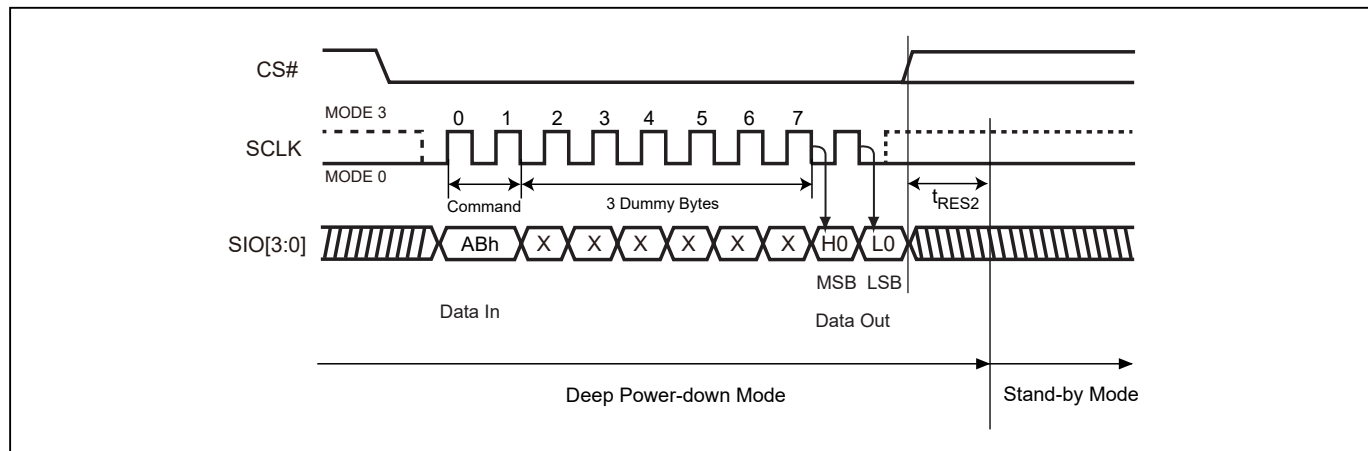 CS#
MODE 3
0 1 2 3 4 5 6 7
SCLK
MODE 0
Command
3 Dummy Bytes
tRES2
SIO[3:0]
ABh X X X X X X H0 L0
MSB LSB
Data In
Data Out
Deep Power-down Mode
Stand-by Mode